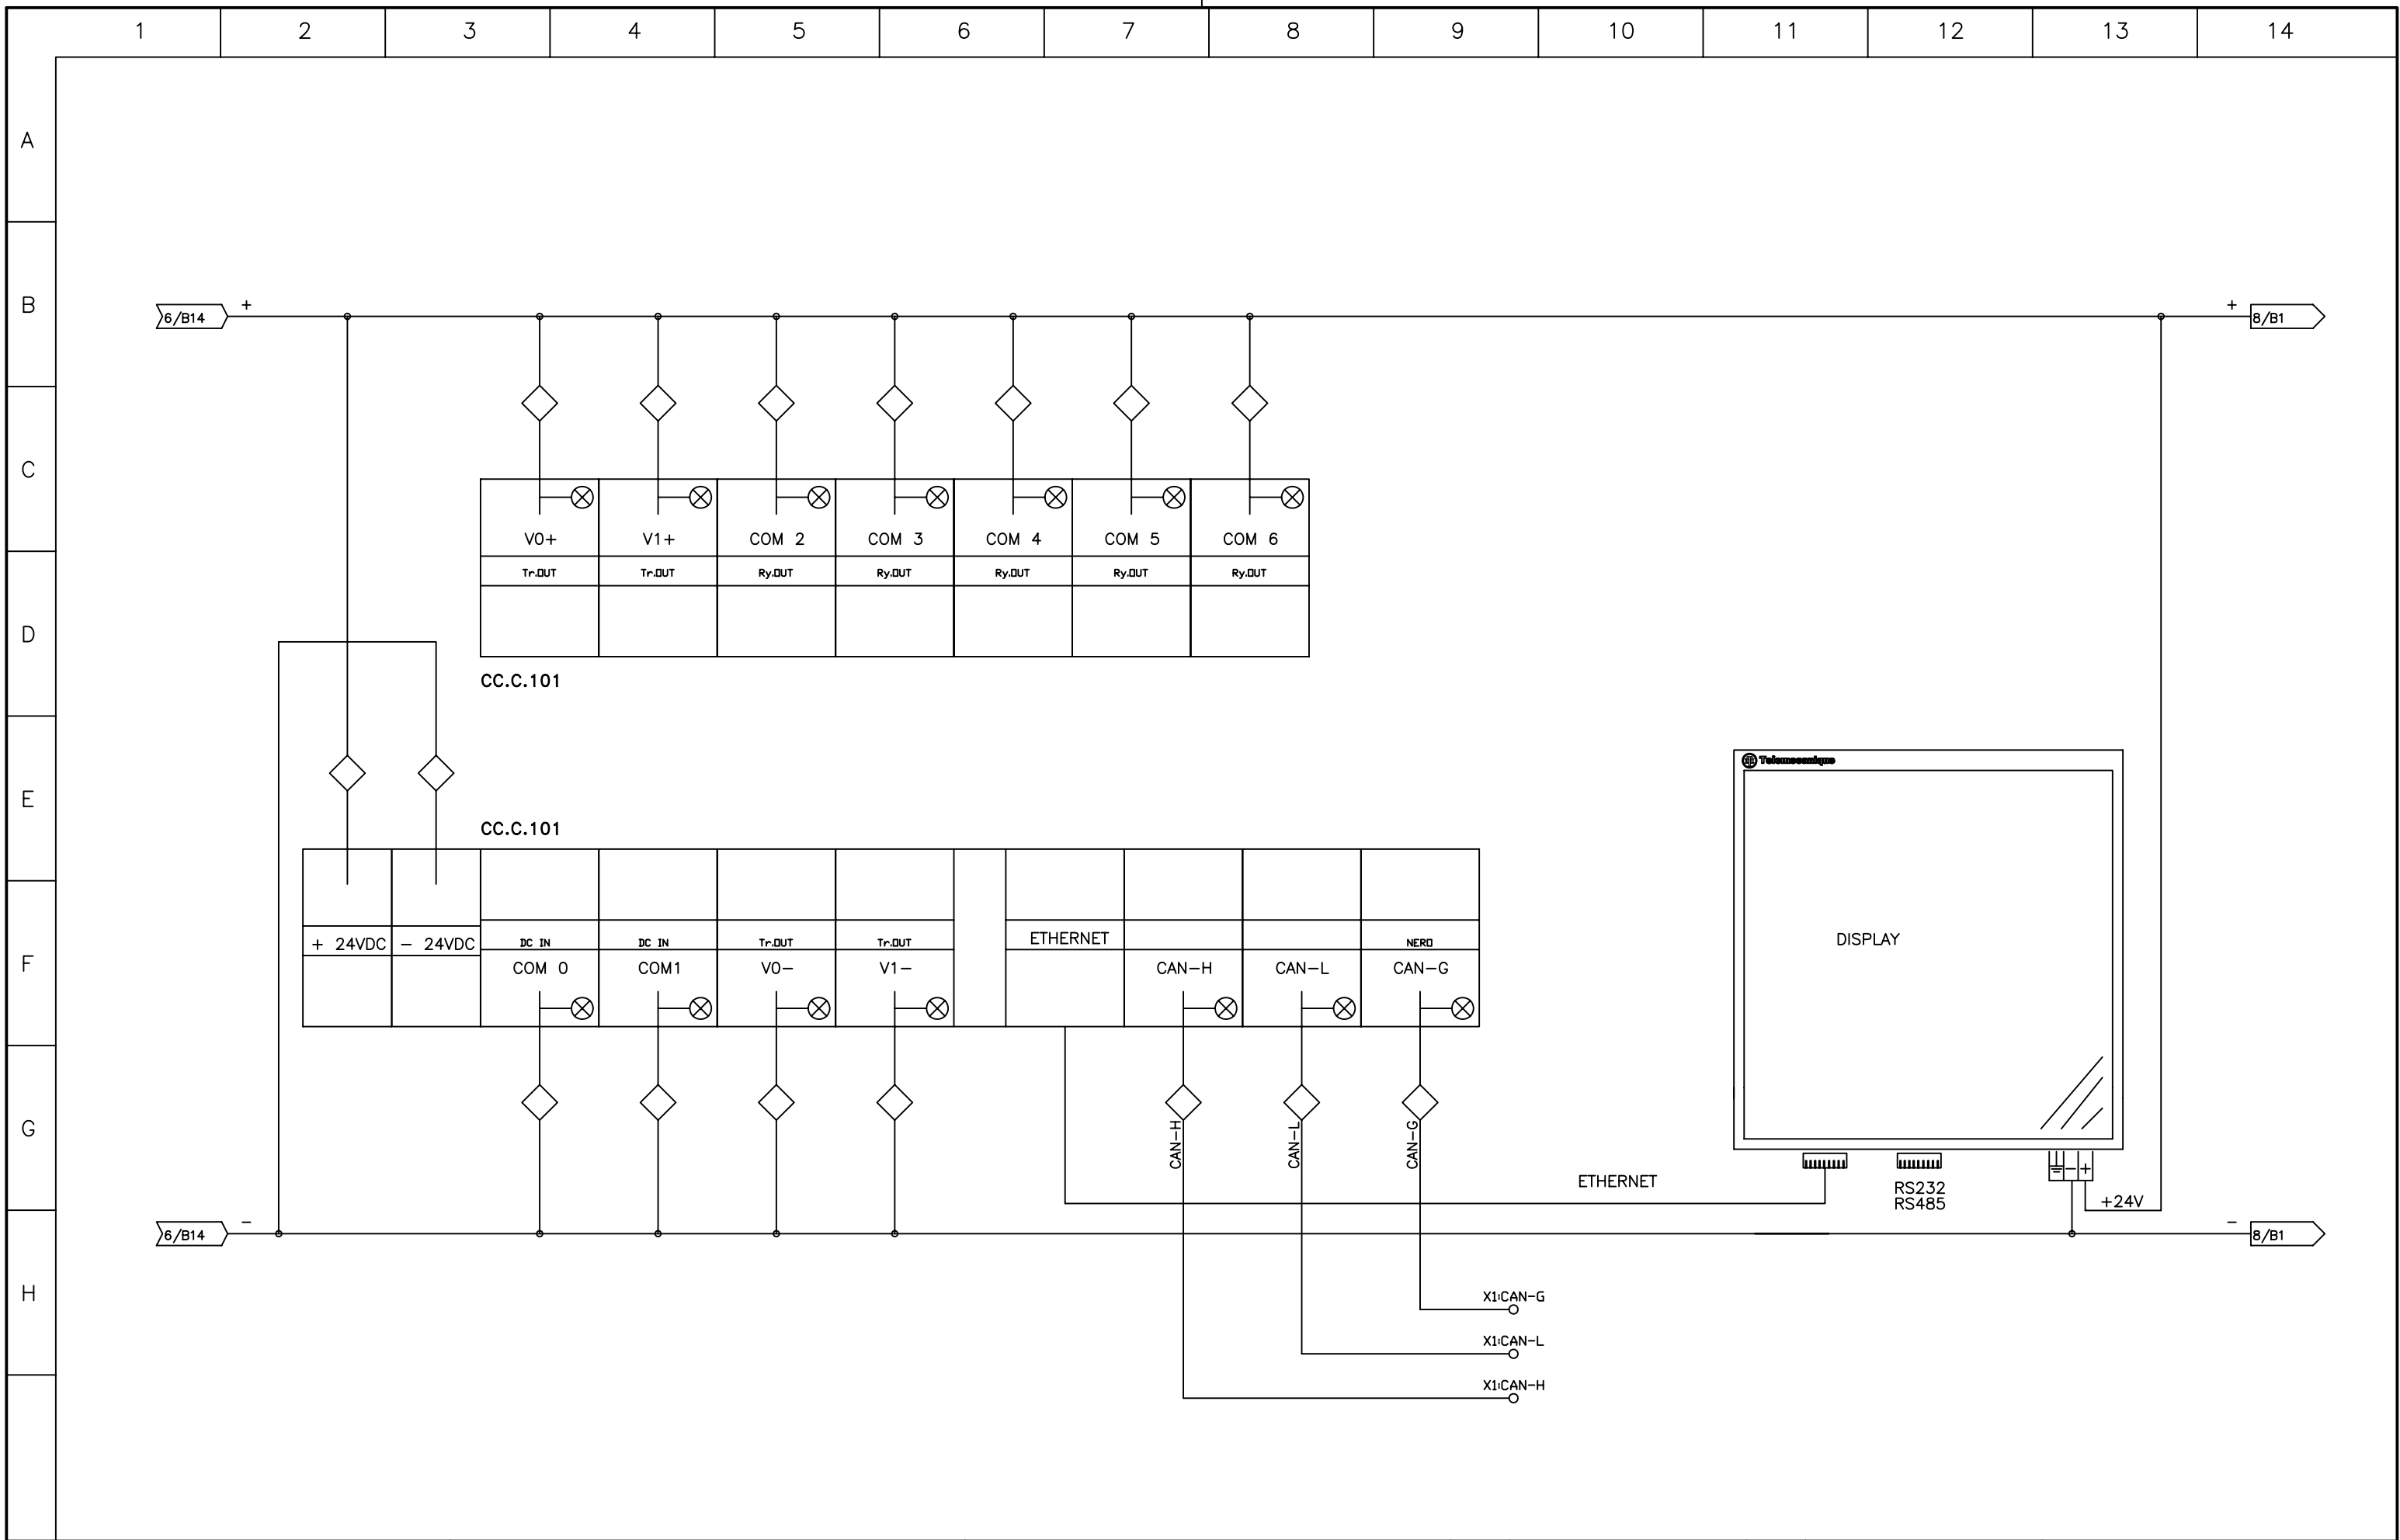 1 2 3 4 5 6 7 8 9 10 11 12 13 14
A
B
+
6/B14
+
8/B1
C
V0+ V1+ COM 2 COM 3 COM 4 COM 5 COM 6
Tr.OUT Tr.OUT Ry.OUT Ry.OUT Ry.OUT Ry.OUT Ry.OUT
D
CC.C.101
Telemecanique
E
CC.C.101
+ 24VDC - 24VDC DC IN DC IN Tr.OUT Tr.OUT ETHERNET NERO
DISPLAY
F
COM 0 COM1 V0- V1- CAN-H CAN-L CAN-G
G
CAN-H CAN-L CAN-G
- +
ETHERNET
RS232
RS485
+24V
-
6/B14
-
8/B1
H
X1:CAN-G
X1:CAN-L
X1:CAN-H